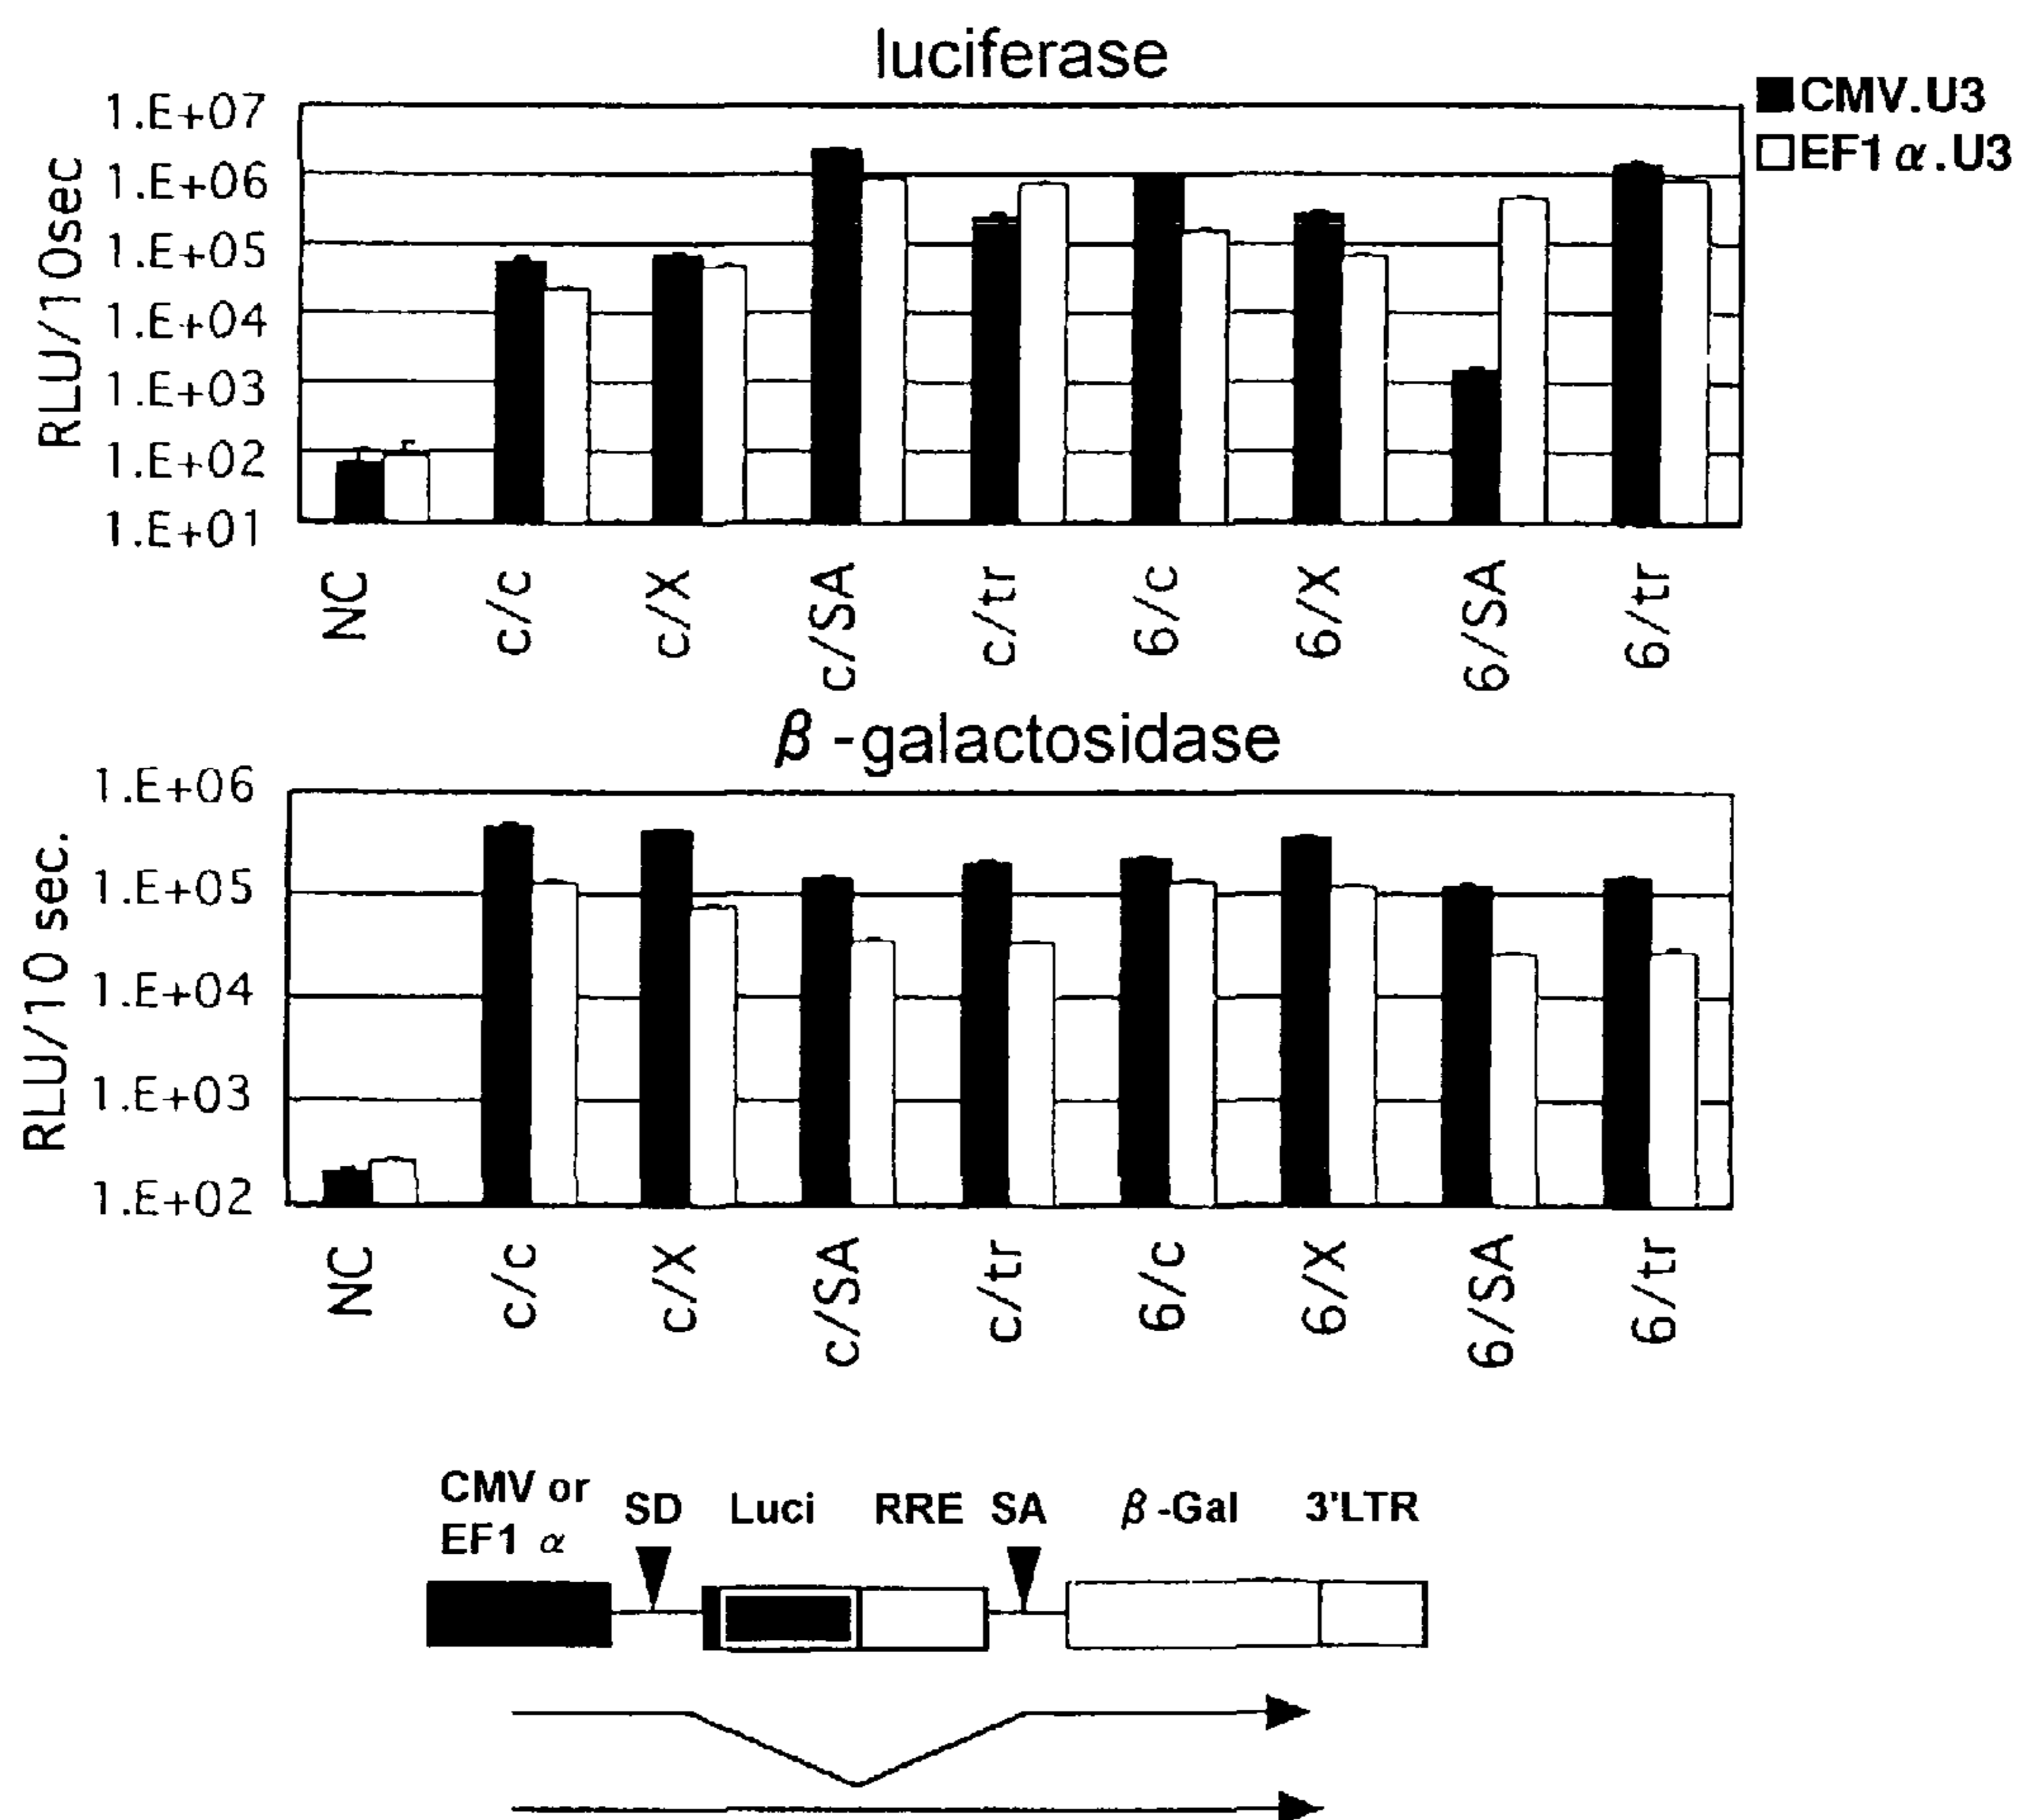 luciferase
CMV.U3
EF1 α.U3
RLU/10sec
1.E+07
1.E+06
1.E+05
1.E+04
1.E+03
1.E+02
1.E+01
NC
c/c
c/X
c/SA
c/tr
6/c
6/X
6/SA
6/tr
β-galactosidase
RLU/10 sec.
1.E+06
1.E+05
1.E+04
1.E+03
1.E+02
NC
c/c
c/X
c/SA
c/tr
6/c
6/X
6/SA
6/tr
CMV or
EF1 α
SD
Luci
RRE
SA
β-Gal
3'LTR